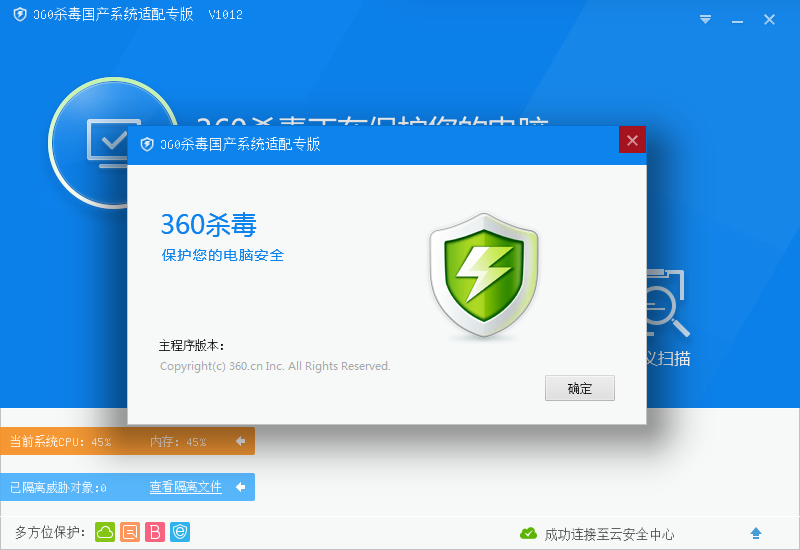 360杀毒国产系统适配专版 V1012
360杀毒正在保护您的电脑
360杀毒国产系统适配专版
360杀毒
保护您的电脑安全
主程序版本：
Copyright(c) 360.cn Inc. All Rights Reserved.
确定
义扫描
当前系统CPU: 45% 内存: 45%
已隔离威胁对象:0 查看隔离文件
多方位保护:
B
成功连接至云安全中心